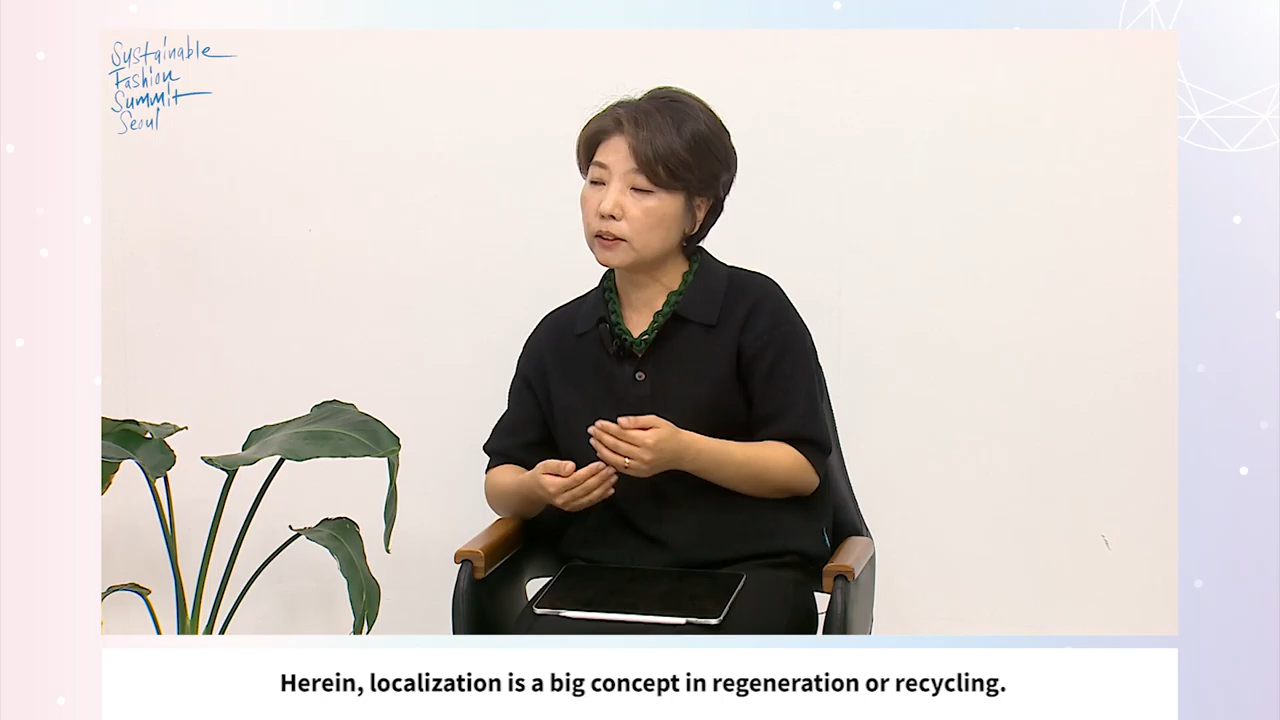 Sustainable
Fashion
Summit
Seoul
Herein, localization is a big concept in regeneration or recycling.